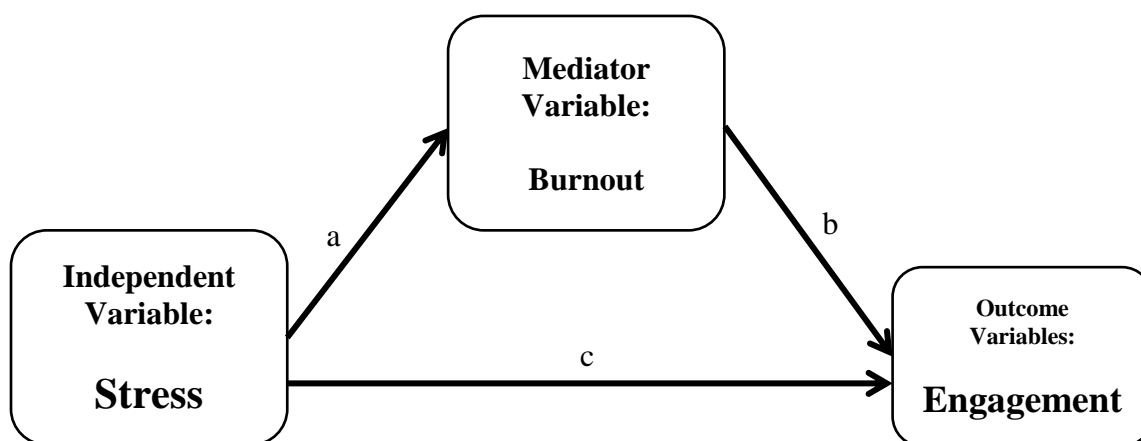 Mediator
Variable:
Burnout
a
b
Independent
Variable:
Stress
c
Outcome
Variables:
Engagement